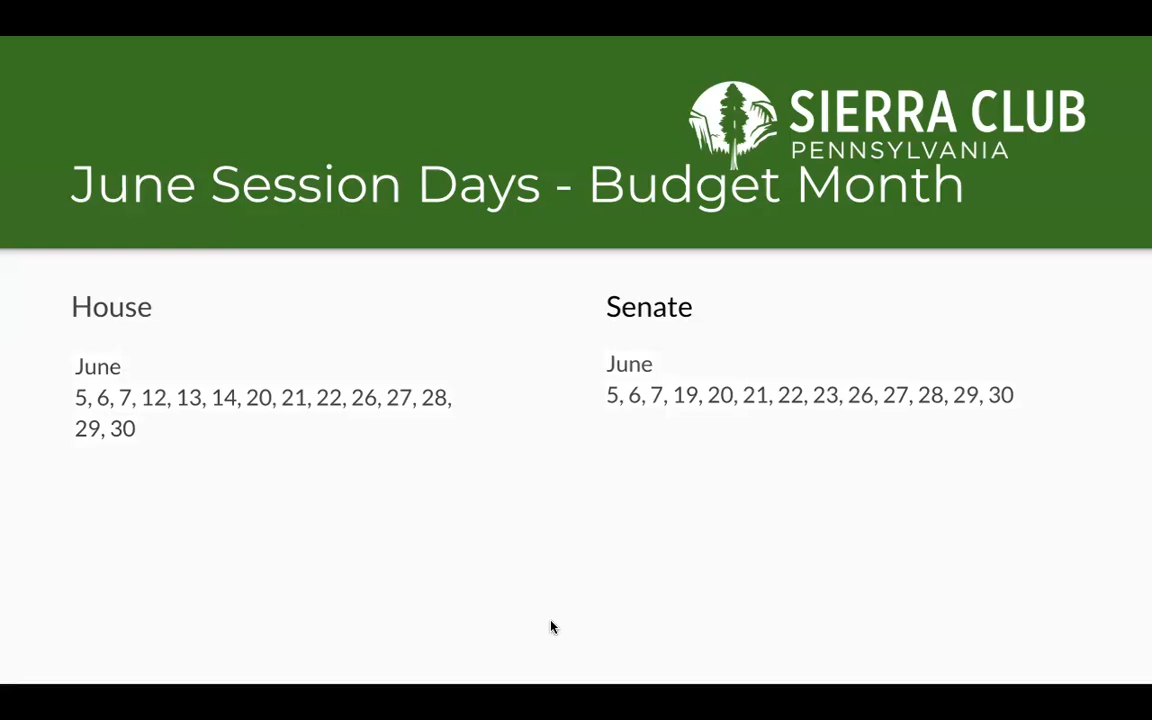 SIERRA CLUB
PENNSYLVANIA
June Session Days - Budget Month
House
June
5, 6, 7, 12, 13, 14, 20, 21, 22, 26, 27, 28,
29, 30
Senate
June
5, 6, 7, 19, 20, 21, 22, 23, 26, 27, 28, 29, 30